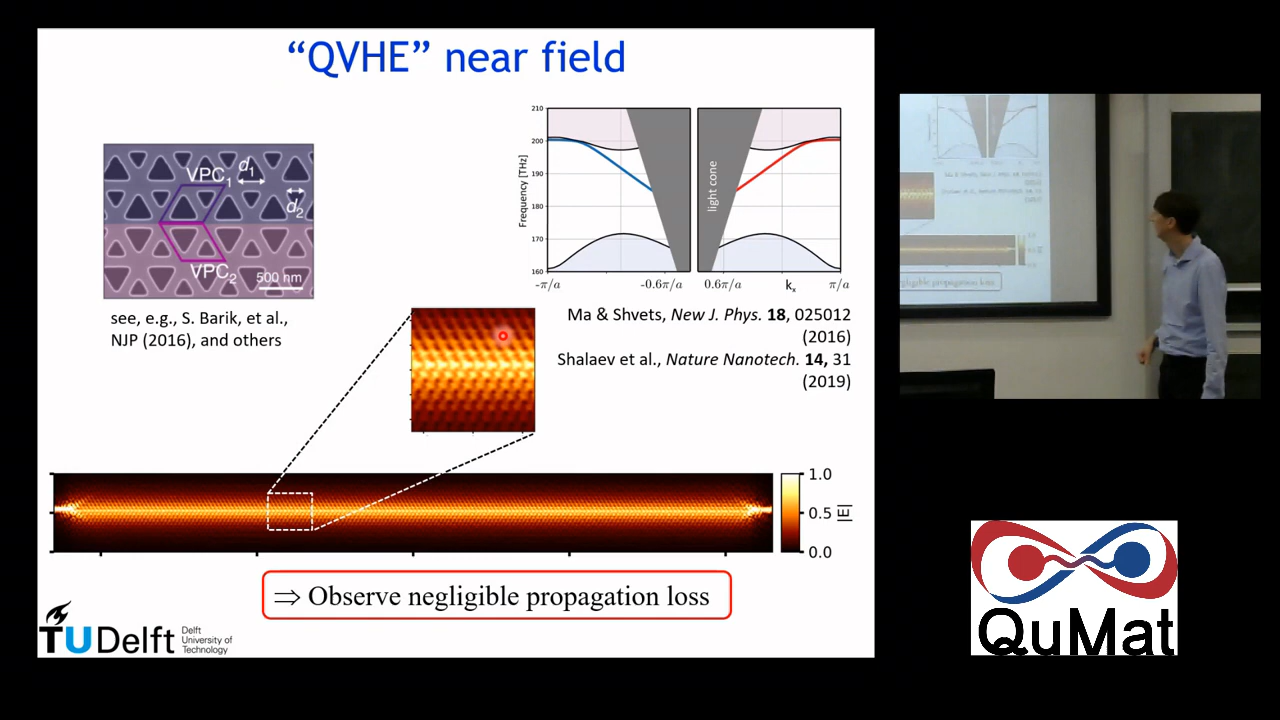 “QVHE” near field
VPC1
d1
d2
VPC2
500 nm
see, e.g., S. Barik, et al.,
NJP (2016), and others
210
200
190
180
170
160
Frequency [THz]
light cone
-π/a
-0.6π/a
0.6π/a
kx
π/a
Ma & Shvets, New J. Phys. 18, 025012
(2016)
Shalaev et al., Nature Nanotech. 14, 31
(2019)
1.0
0.5
0.0
|E|
⇒ Observe negligible propagation loss
TUDelft
Delft
University of
Technology
QuMat